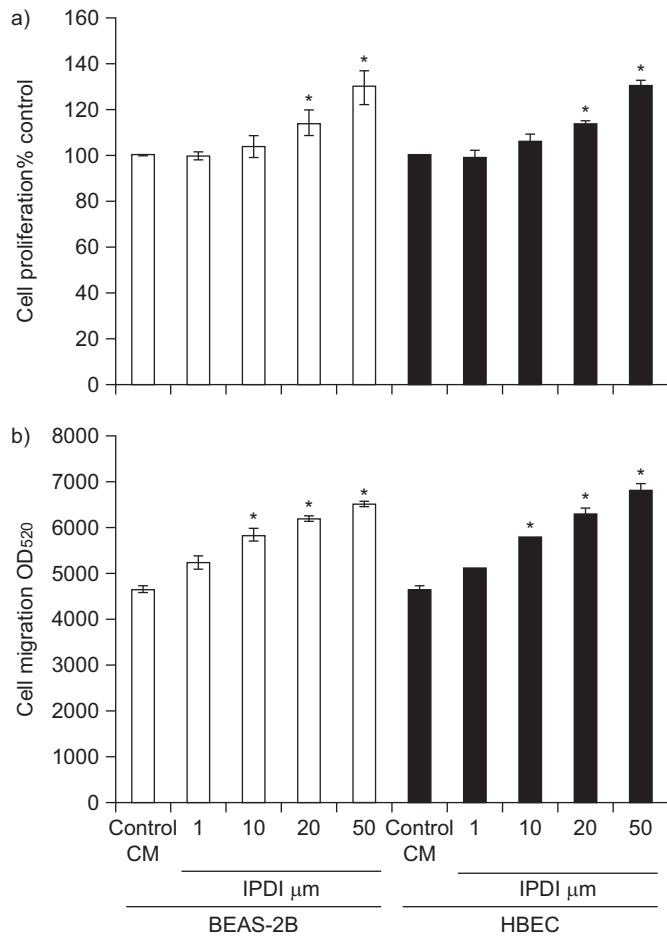 a)
160
140
120
100
80
60
40
20
0
Cell proliferation% control
* * * *
b)
8000
7000
6000
5000
4000
3000
2000
1000
0
Cell migration OD520
* * * * * *
Control CM 1 10 20 50 Control CM 1 10 20 50
IPDI μm IPDI μm
BEAS-2B HBEC